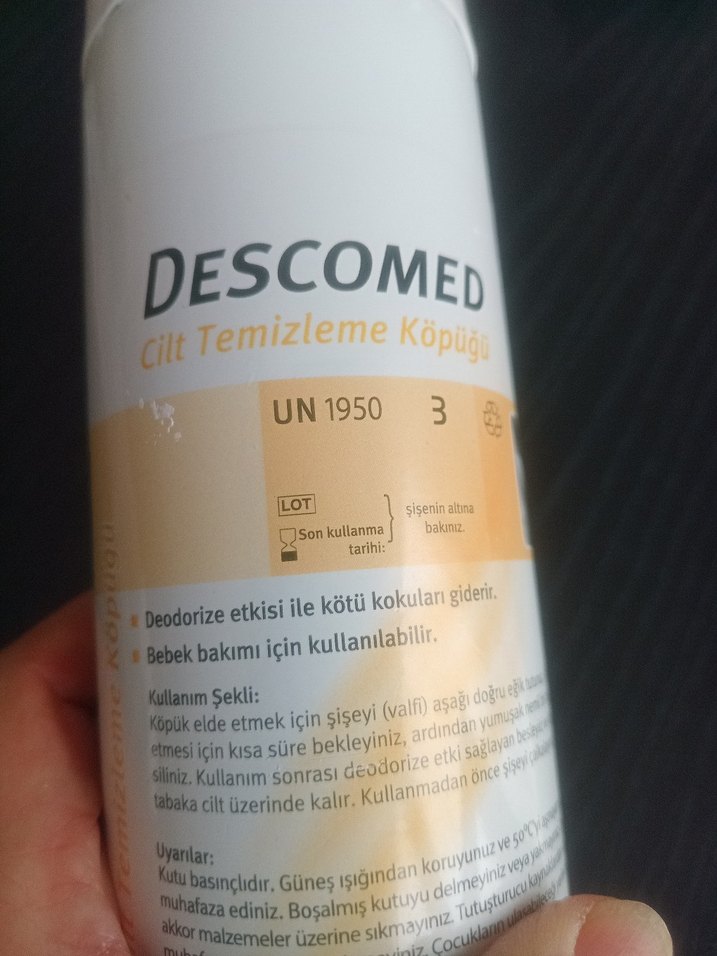 DESCOMED
Cilt Temizleme Köpüğü
UN 1950 3
LOT
Son kullanma
tarihi:
şişenin altına
bakınız.
Deodorize etkisi ile kötü kokuları giderir.
Bebek bakımı için kullanılabilir.
Kullanım Şekli:
Köpük elde etmek için şişeyi (valfi) aşağı doğru eğik
etmesi için kısa süre bekleyiniz, ardından yumuşak
siliniz. Kullanım sonrası deodorize etki sağlayan
tabaka cilt üzerinde kalır. Kullanmadan önce şişeyi
Uyarılar:
Kutu basınçlıdır. Güneş ışığından koruyunuz ve 50°C'yi
muhafaza ediniz. Boşalmış kutuyu delmeyiniz veya
akkor malzemeler üzerine sıkmayınız. Tutuşturucu
Çocukların
Temizleme Köpüğü